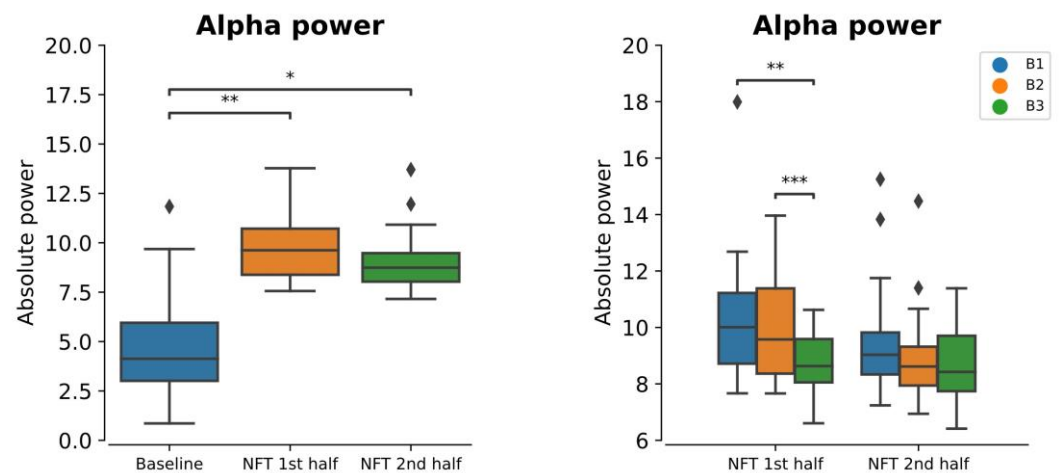 Alpha power
20.0
17.5
15.0
12.5
10.0
7.5
5.0
2.5
0.0
Absolute power
*
**
Baseline
NFT 1st half
NFT 2nd half
Alpha power
20
18
16
14
12
10
8
6
Absolute power
**
***
B1
B2
B3
NFT 1st half
NFT 2nd half